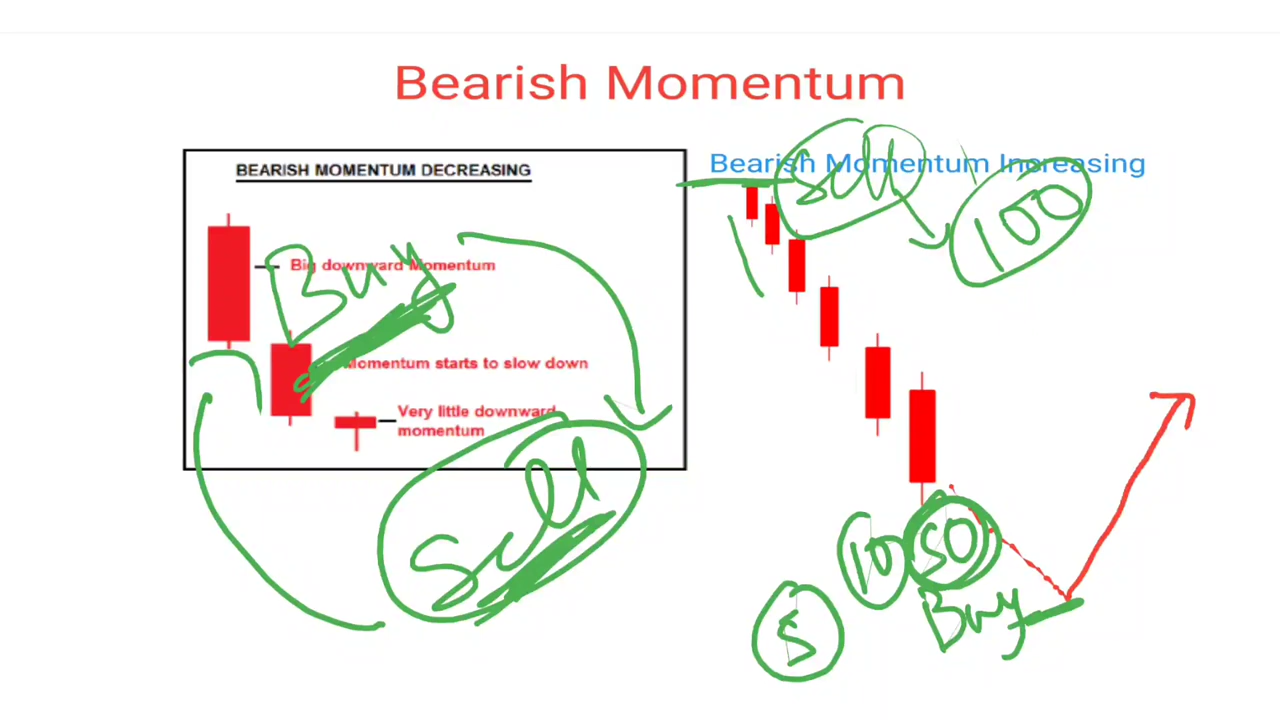 Bearish Momentum
BEARISH MOMENTUM DECREASING
Big downward Momentum
Buy
Momentum starts to slow down
Very little downward
momentum
Sell
Bearish Momentum Increasing
Sell
100
10
50
Buy
5